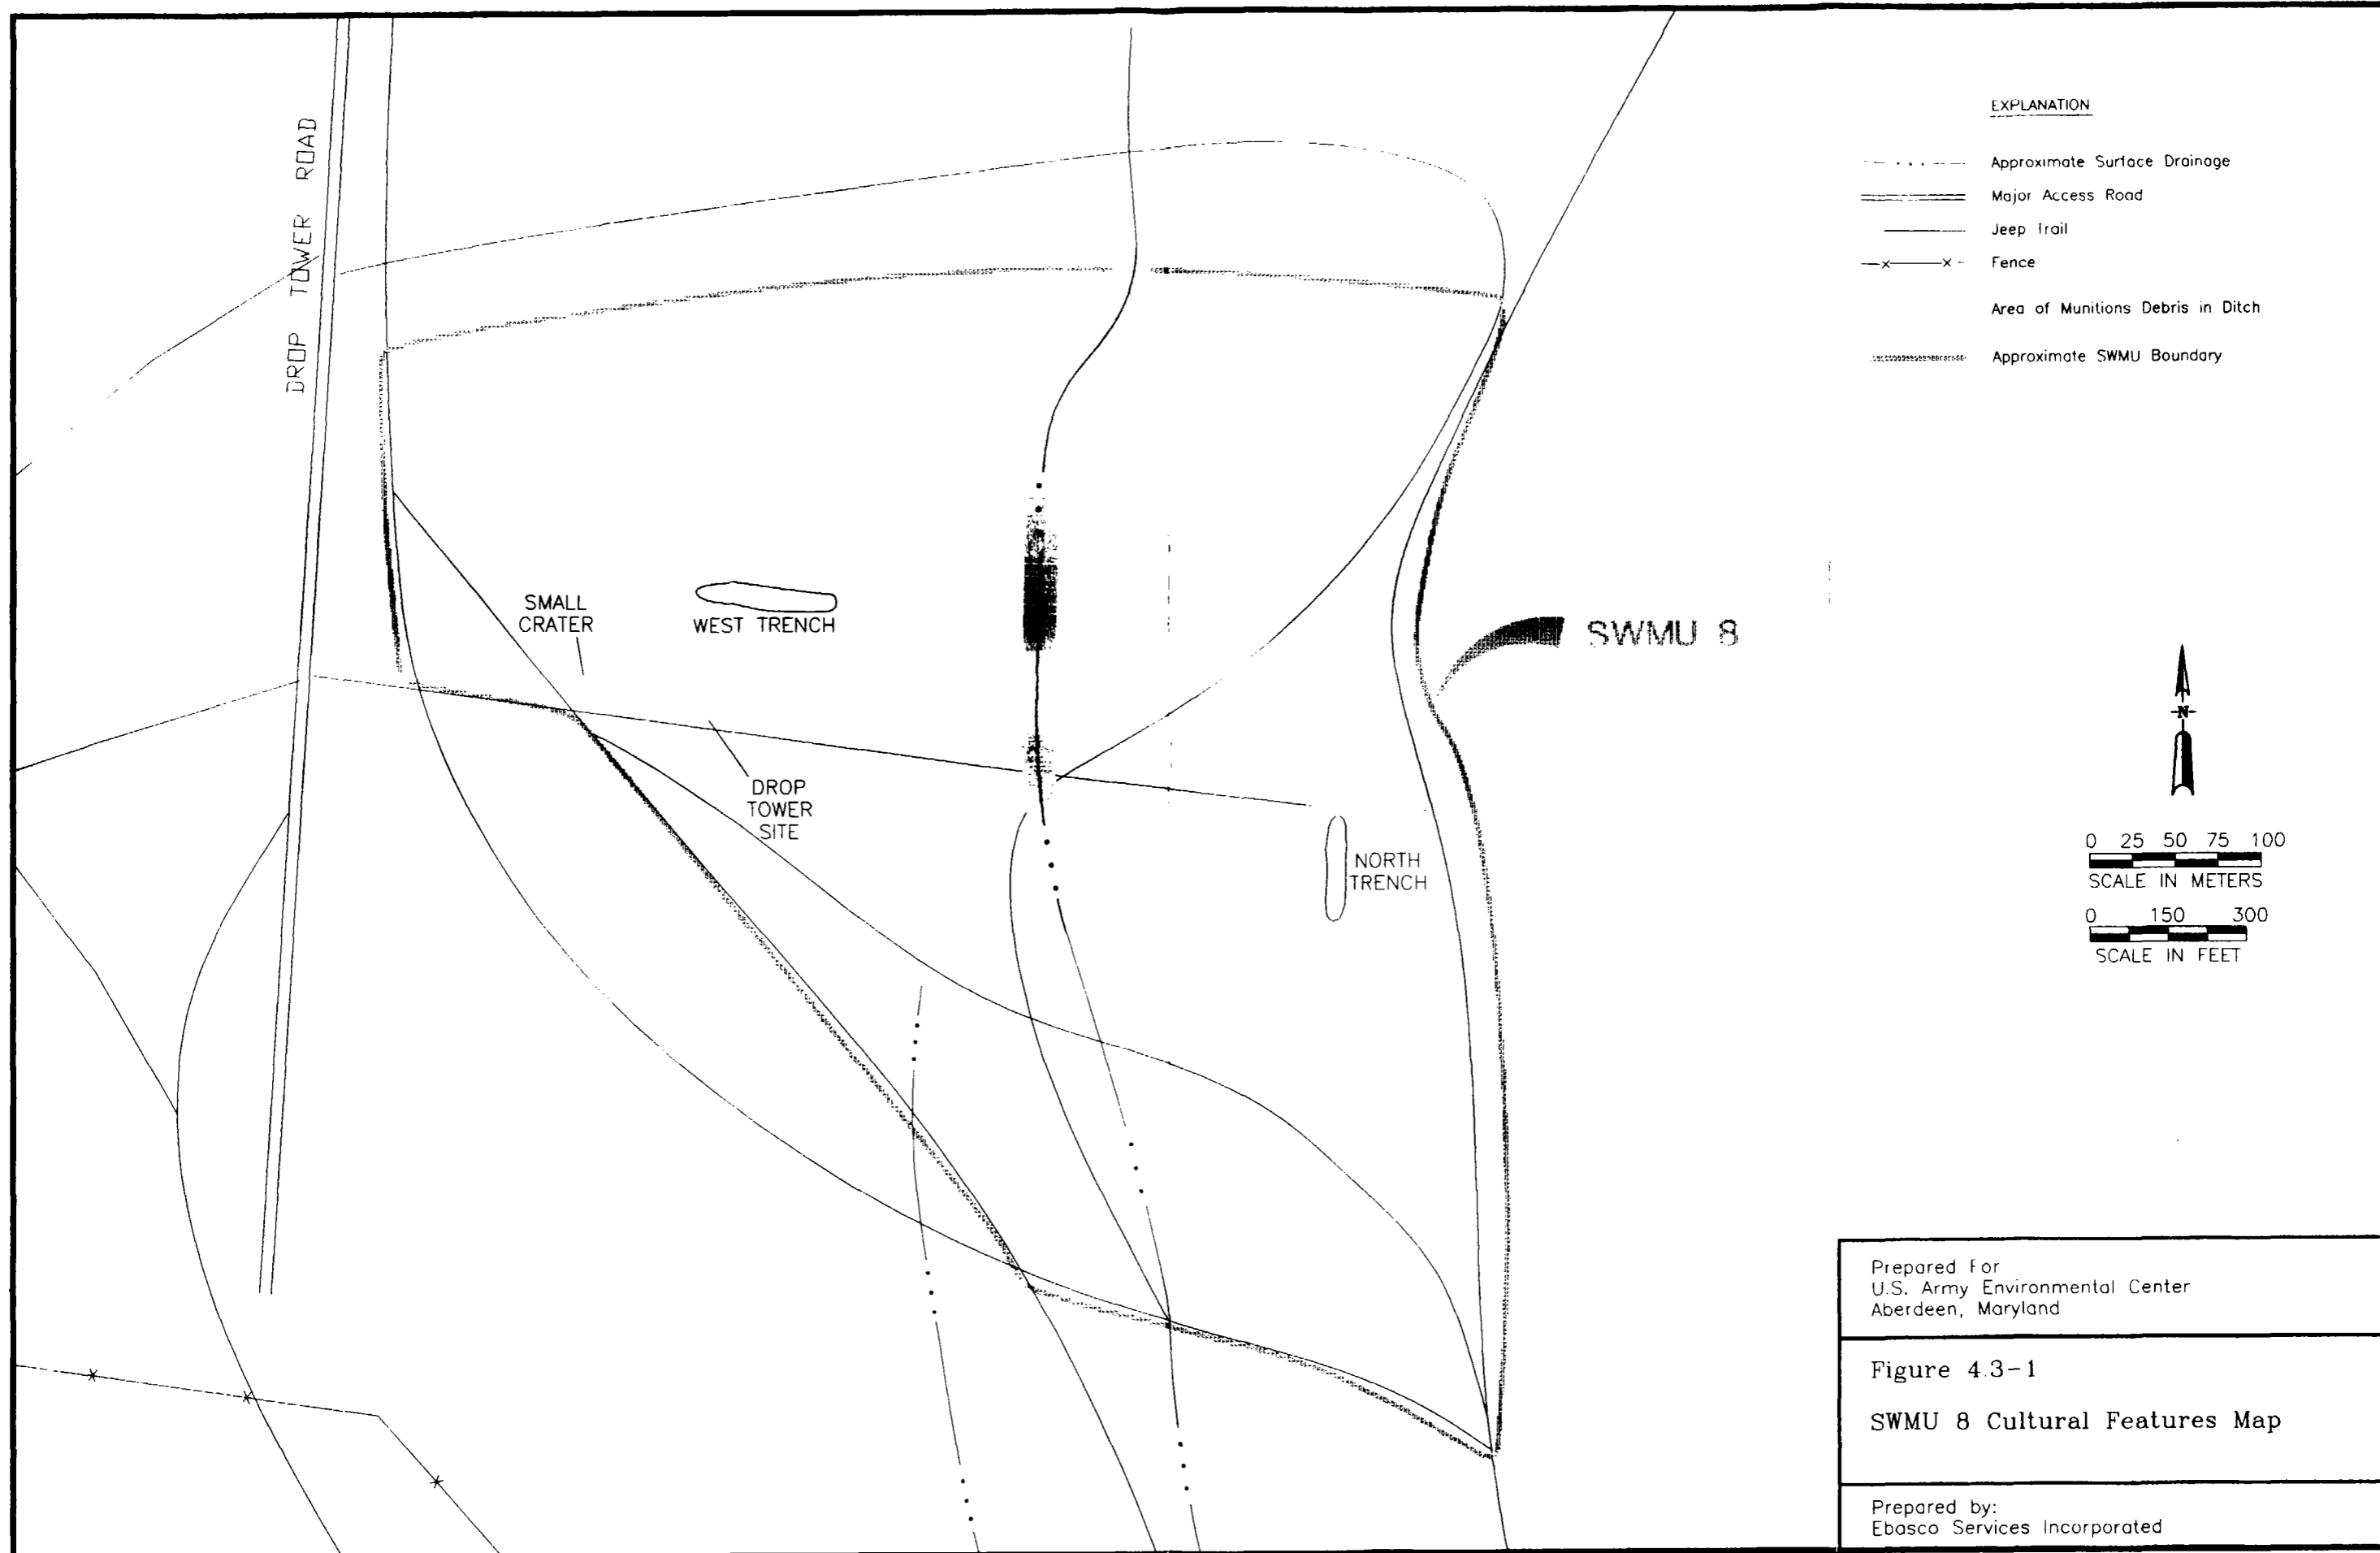 DROP TOWER ROAD
SMALL
CRATER
WEST TRENCH
DROP
TOWER
SITE
NORTH
TRENCH
SWMU 8
EXPLANATION
Approximate Surface Drainage
Major Access Road
Jeep Trail
Fence
Area of Munitions Debris in Ditch
Approximate SWMU Boundary
N
0 25 50 75 100
SCALE IN METERS
0 150 300
SCALE IN FEET
Prepared For
U.S. Army Environmental Center
Aberdeen, Maryland
Figure 4.3-1
SWMU 8 Cultural Features Map
Prepared by:
Ebasco Services Incorporated